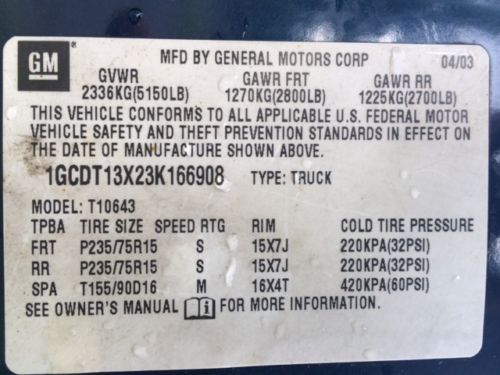 GM MFD BY GENERAL MOTORS CORP 04/03
GVWR GAWR FRT GAWR RR
2336KG(5150LB) 1270KG(2800LB) 1225KG(2700LB)
THIS VEHICLE CONFORMS TO ALL APPLICABLE U.S. FEDERAL MOTOR
VEHICLE SAFETY AND THEFT PREVENTION STANDARDS IN EFFECT ON
THE DATE OF MANUFACTURE SHOWN ABOVE.
1GCDT13X23K166908 TYPE: TRUCK
MODEL: T10643
TPBA TIRE SIZE SPEED RTG RIM COLD TIRE PRESSURE
FRT P235/75R15 S 15X7J 220KPA(32PSI)
RR P235/75R15 S 15X7J 220KPA(32PSI)
SPA T155/90D16 M 16X4T 420KPA(60PSI)
SEE OWNER'S MANUAL i FOR MORE INFORMATION.